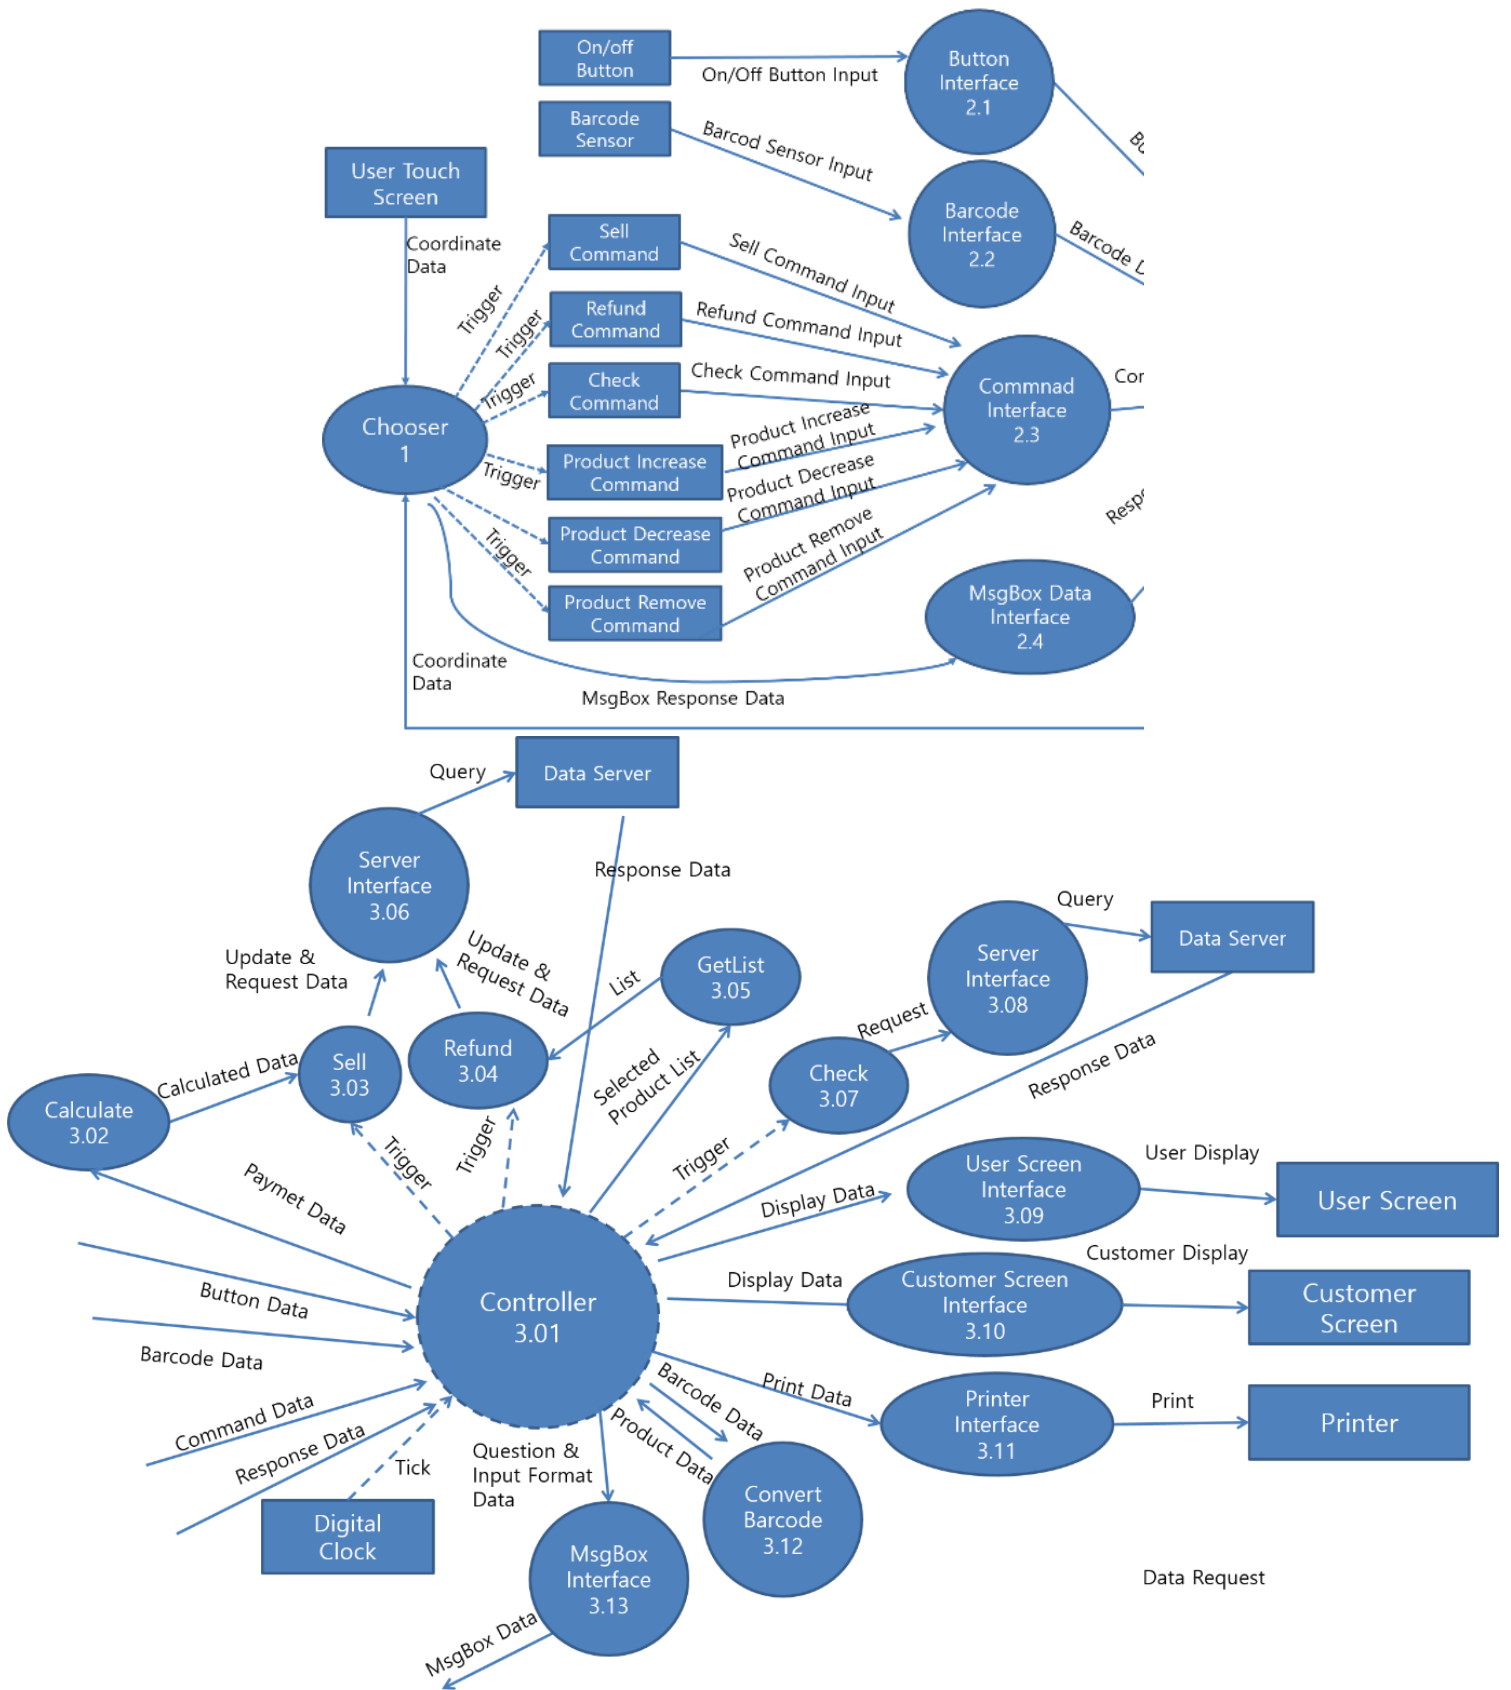 On/off
Button
On/Off Button Input
Button
Interface
2.1
Barcode
Sensor
Barcod Sensor Input
User Touch
Screen
Barcode
Interface
2.2
Barcode
Coordinate
Data
Sell
Command
Sell Command Input
Trigger
Refund
Command
Refund Command Input
Trigger
Check
Command
Check Command Input
Trigger
Commnad
Interface
2.3
Chooser
1
Product Increase
Command
Product Increase
Command Input
Trigger
Product Decrease
Command
Product Decrease
Command Input
Trigger
Product Remove
Command
Product Remove
Command Input
MsgBox Data
Interface
2.4
Coordinate
Data
MsgBox Response Data
Query
Data Server
Server
Interface
3.06
Response Data
Update &
Request Data
Update &
Request Data
GetList
3.05
List
Query
Data Server
Server
Interface
3.08
Request
Response Data
Calculate
3.02
Calculated Data
Sell
3.03
Refund
3.04
Selected
Product List
Check
3.07
Trigger
Trigger
Trigger
Paymet Data
Display Data
User Screen
Interface
3.09
User Display
User Screen
Button Data
Barcode Data
Controller
3.01
Display Data
Customer Screen
Interface
3.10
Customer Display
Customer
Screen
Command Data
Response Data
Tick
Digital
Clock
Print Data
Printer
Interface
3.11
Print
Printer
Barcode Data
Product Data
Question &
Input Format
Data
Convert
Barcode
3.12
MsgBox
Interface
3.13
MsgBox Data
Data Request